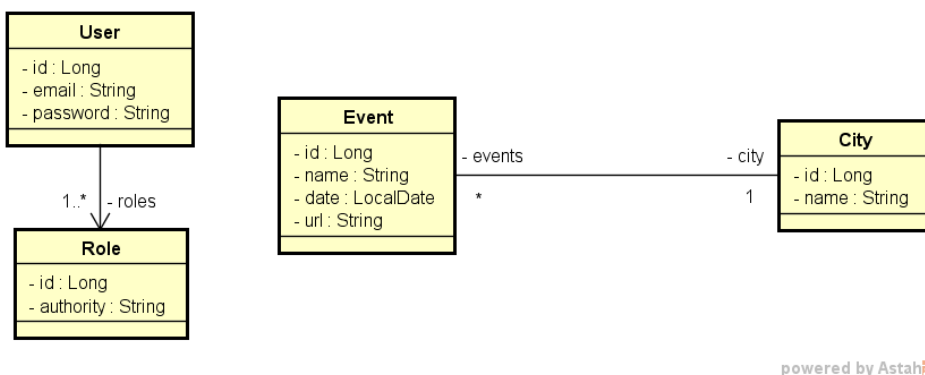 User
- id : Long
- email : String
- password : String
1..*
- roles
Role
- id : Long
- authority : String
Event
- id : Long
- name : String
- date : LocalDate
- url : String
- events
*
- city
1
City
- id : Long
- name : String
powered by Astah